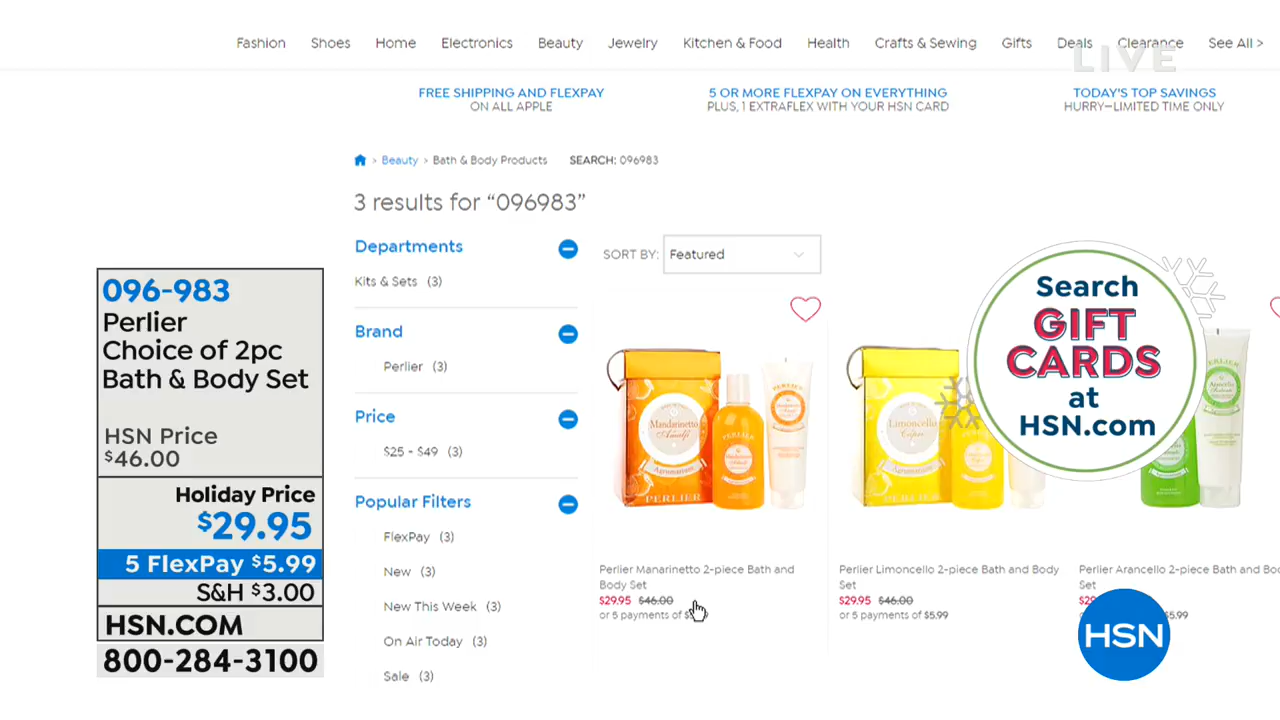 Fashion Shoes Home Electronics Beauty Jewelry Kitchen & Food Health Crafts & Sewing Gifts Deals Clearance See All >
LIVE
FREE SHIPPING AND FLEXPAY
ON ALL APPLE
5 OR MORE FLEXPAY ON EVERYTHING
PLUS, 1 EXTRAFLEX WITH YOUR HSN CARD
TODAY'S TOP SAVINGS
HURRY—LIMITED TIME ONLY
> Beauty > Bath & Body Products SEARCH: 096983
3 results for “096983”
Departments
Kits & Sets (3)
Brand
Perlier (3)
Price
$25 - $49 (3)
Popular Filters
FlexPay (3)
New (3)
New This Week (3)
On Air Today (3)
Sale (3)
SORT BY: Featured
096-983
Perlier
Choice of 2pc
Bath & Body Set
HSN Price
$46.00
Holiday Price
$29.95
5 FlexPay $5.99
S&H $3.00
HSN.COM
800-284-3100
Mandarinetto
Amalfi
Agrumarium
PERLIER
PERLIER
PERLIER
Limoncello
Capri
Agrumarium
PERLIER
PERLIER
PERLIER
Search
GIFT
CARDS
at
HSN.com
Perlier Manarinetto 2-piece Bath and
Body Set
$29.95 $46.00
or 5 payments of
Perlier Limoncello 2-piece Bath and Body
Set
$29.95 $46.00
or 5 payments of $5.99
Perlier Arancello 2-piece Bath and
Set
$5.99
HSN